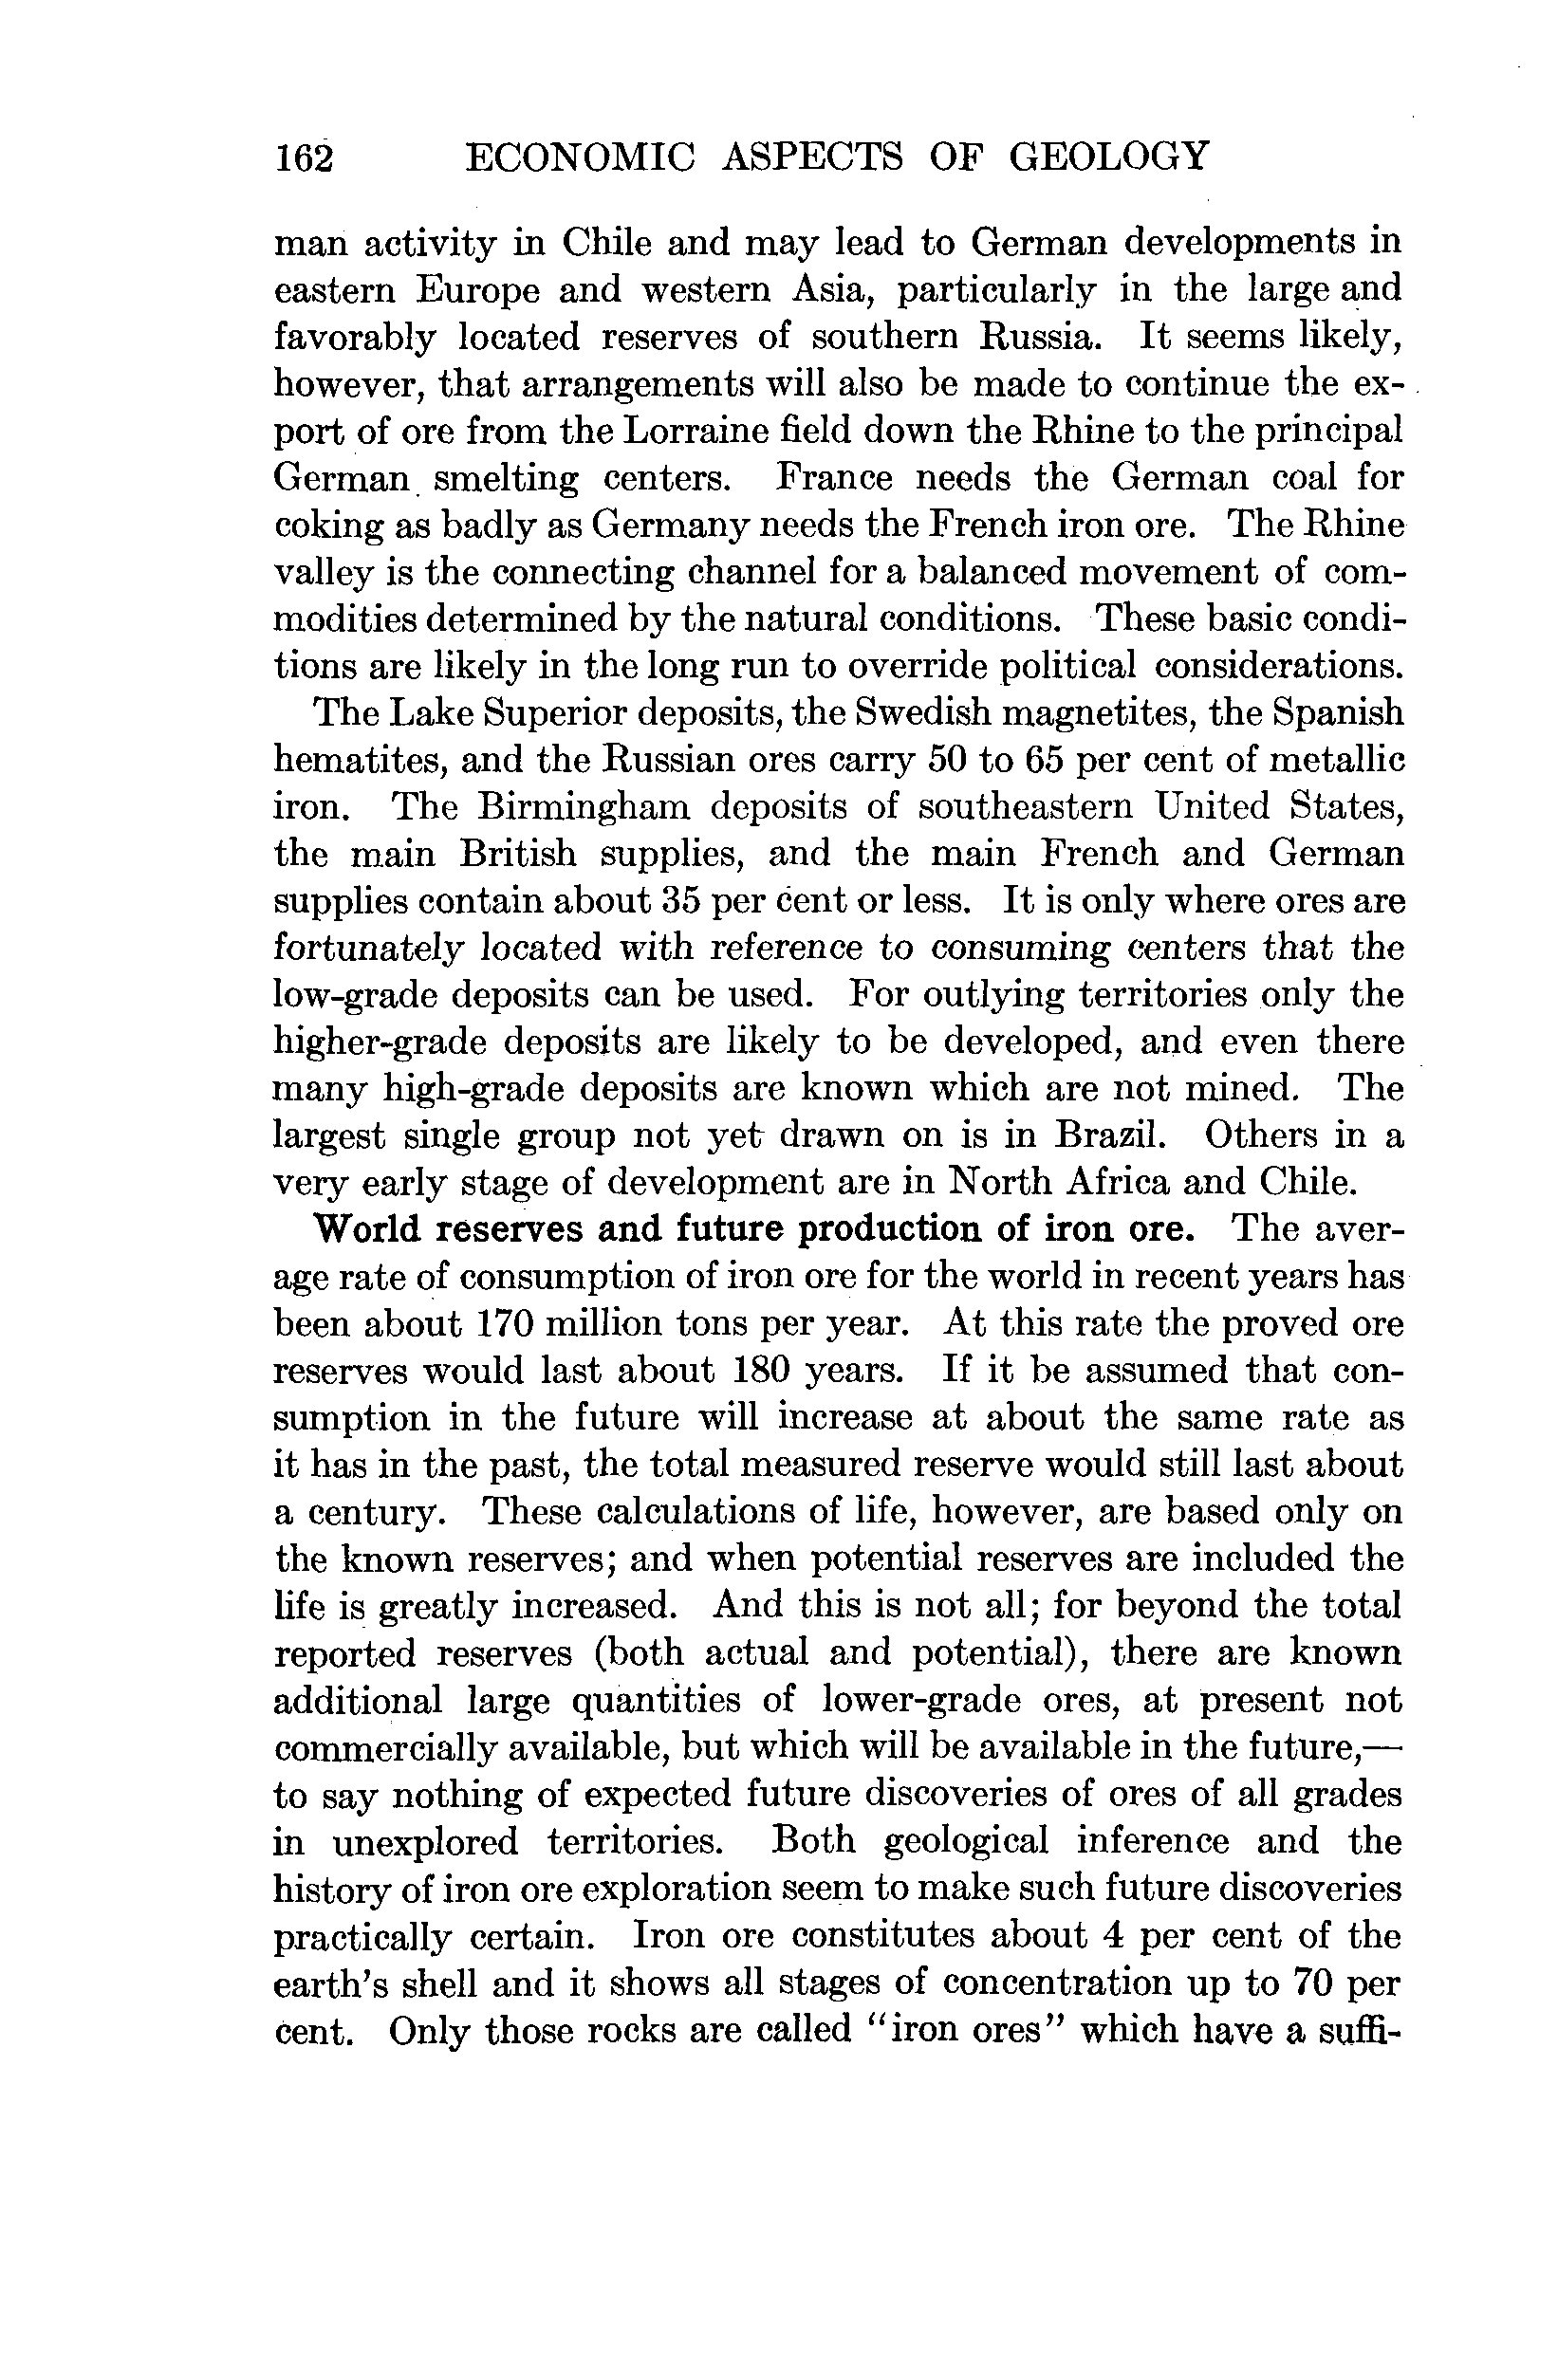 162 ECONOMIC ASPECTS OF GEOLOGY
man activity in Chile and may lead to German developments in
eastern Europe and western Asia, particularly in the large and
favorably located reserves of southern Russia. It seems likely,
however, that arrangements will also be made to continue the ex-
port of ore from the Lorraine field down the Rhine to the principal
German smelting centers. France needs the German coal for
coking as badly as Germany needs the French iron ore. The Rhine
valley is the connecting channel for a balanced movement of com-
modities determined by the natural conditions. These basic condi-
tions are likely in the long run to override political considerations.
The Lake Superior deposits, the Swedish magnetites, the Spanish
hematites, and the Russian ores carry 50 to 65 per cent of metallic
iron. The Birmingham deposits of southeastern United States,
the main British supplies, and the main French and German
supplies contain about 35 per cent or less. It is only where ores are
fortunately located with reference to consuming centers that the
low-grade deposits can be used. For outlying territories only the
higher-grade deposits are likely to be developed, and even there
many high-grade deposits are known which are not mined. The
largest single group not yet drawn on is in Brazil. Others in a
very early stage of development are in North Africa and Chile.
World reserves and future production of iron ore. The aver-
age rate of consumption of iron ore for the world in recent years has
been about 170 million tons per year. At this rate the proved ore
reserves would last about 180 years. If it be assumed that con-
sumption in the future will increase at about the same rate as
it has in the past, the total measured reserve would still last about
a century. These calculations of life, however, are based only on
the known reserves; and when potential reserves are included the
life is greatly increased. And this is not all; for beyond the total
reported reserves (both actual and potential), there are known
additional large quantities of lower-grade ores, at present not
commercially available, but which will be available in the future,—
to say nothing of expected future discoveries of ores of all grades
in unexplored territories. Both geological inference and the
history of iron ore exploration seem to make such future discoveries
practically certain. Iron ore constitutes about 4 per cent of the
earth's shell and it shows all stages of concentration up to 70 per
cent. Only those rocks are called "iron ores" which have a suffi-